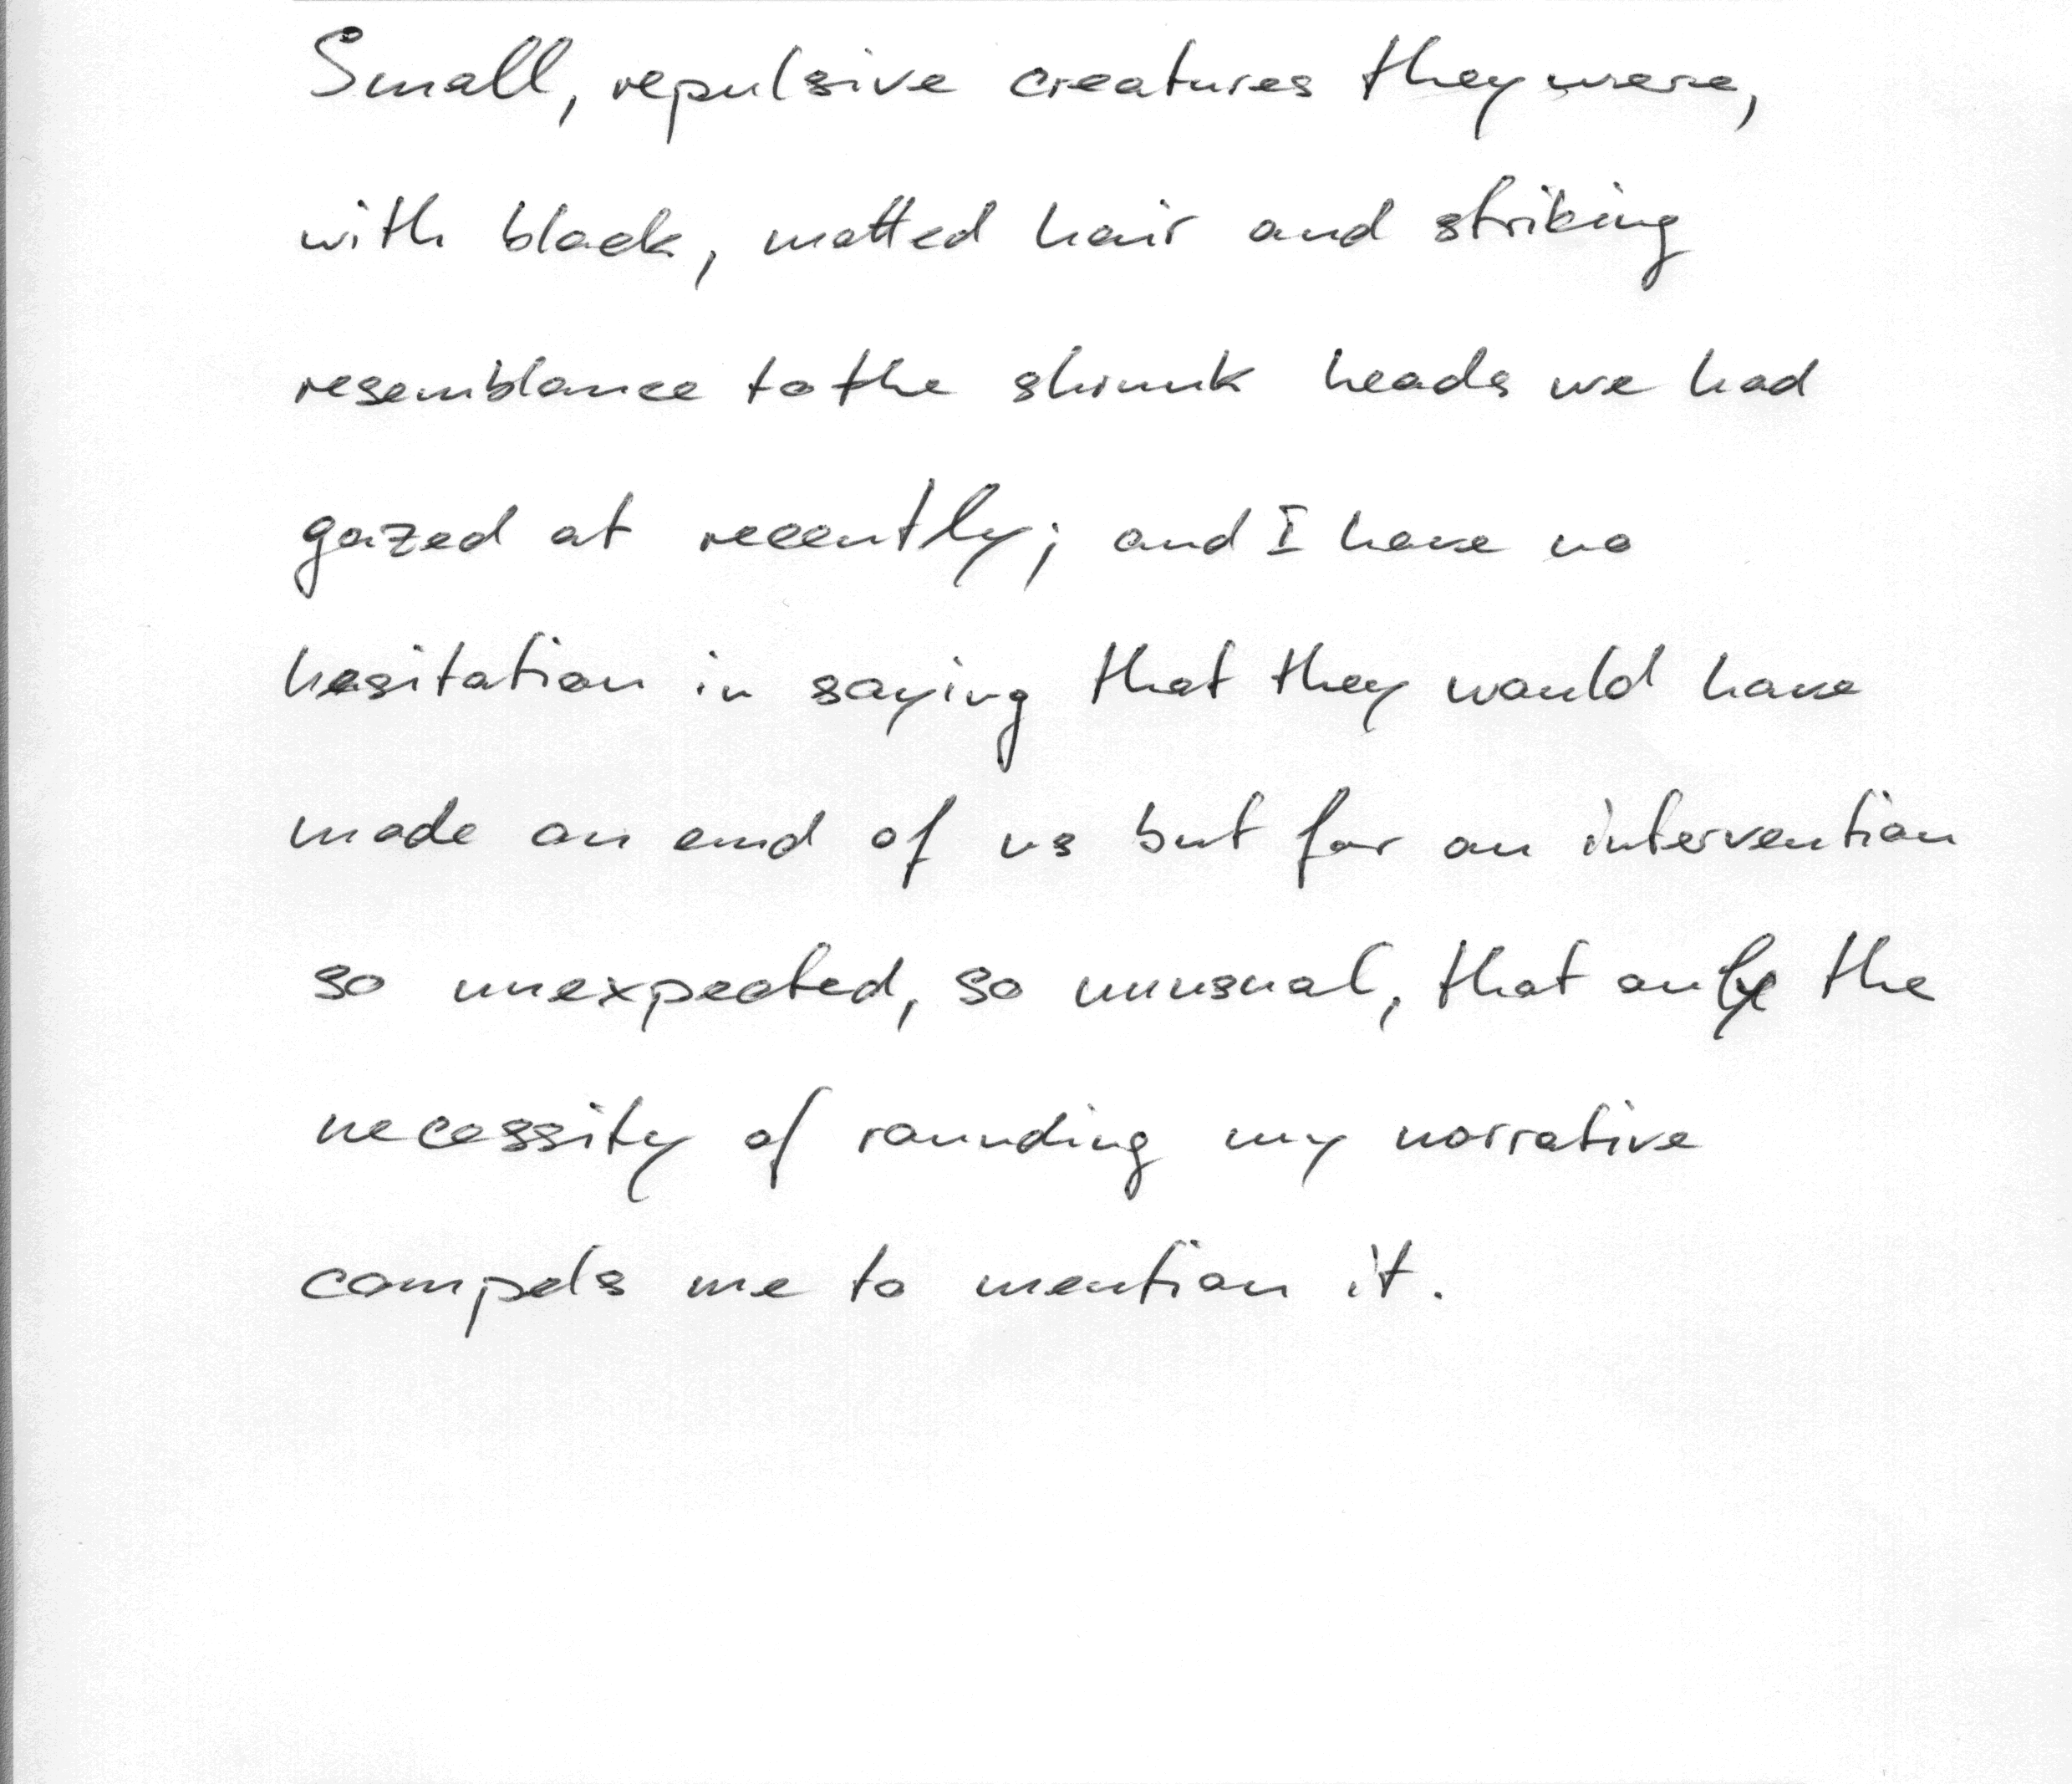 Small, repulsive creatures they were,
with black, matted hair and striking
resemblance to the shrunk heads we had
gazed at recently; and I have no
hesitation in saying that they would have
made an end of us but for an intervention
so unexpected, so unusual, that only the
necessity of rounding my narrative
compels me to mention it.